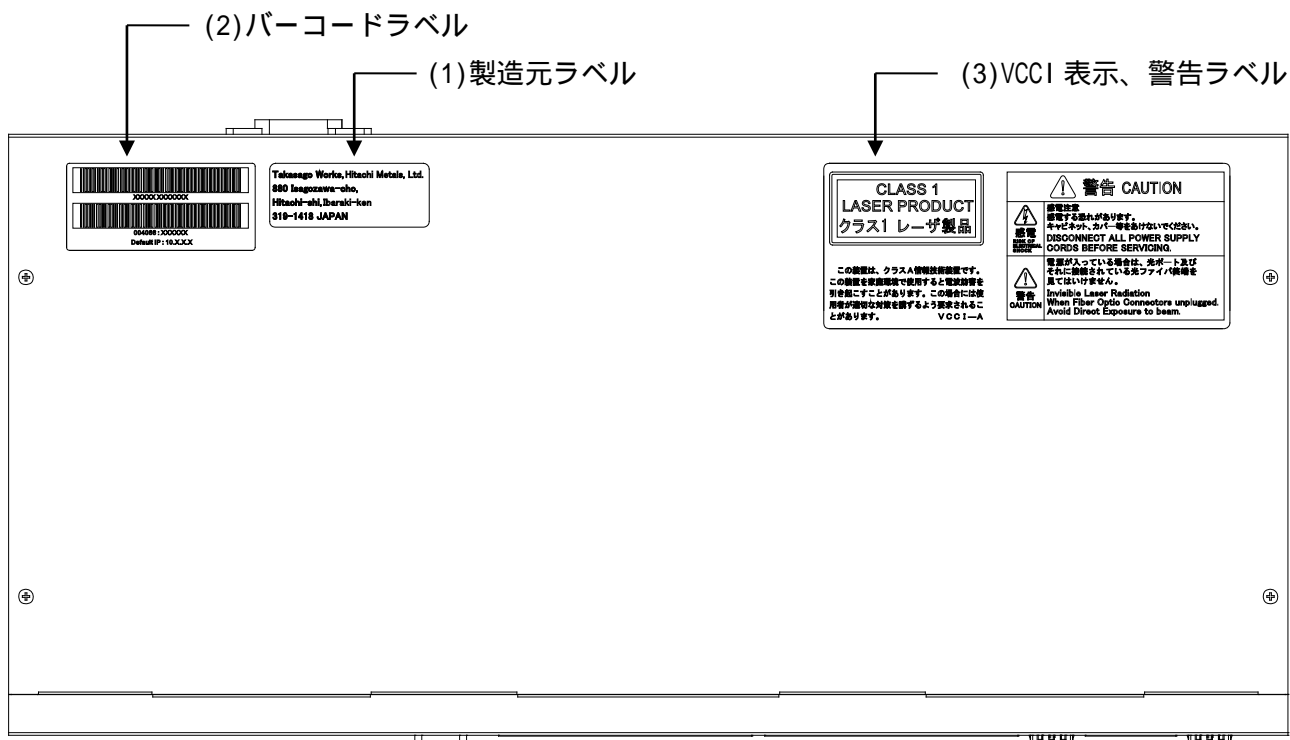 (2)バーコードラベル
(1)製造元ラベル
(3)VCCI 表示、警告ラベル
XXXXXXXXXXXXX
004066:XXXXXX
Default IP : 10.X.X.X
Takasago Works, Hitachi Metals, Ltd.
880 Isagozawa-cho,
Hitachi-shi, Ibaraki-ken
319-1418 JAPAN
CLASS 1
LASER PRODUCT
クラス1 レーザ製品
この装置は、クラスA情報技術装置です。
この装置を家庭環境で使用すると電波妨害を
引き起こすことがあります。この場合には使
用者が適切な対策を講ずるよう要求されるこ
とがあります。 VCCI-A
警告 CAUTION
感電
RISK OF
ELECTRICAL
SHOCK
感電注意
感電する恐れがあります。
キャビネット、カバー等をあけないでください。
DISCONNECT ALL POWER SUPPLY
CORDS BEFORE SERVICING.
警告
CAUTION
電源が入っている場合は、光ポート及び
それに接続されている光ファイバ終端を
見てはいけません。
Invisible Laser Radiation
When Fiber Optic Connectors unplugged.
Avoid Direct Exposure to beam.